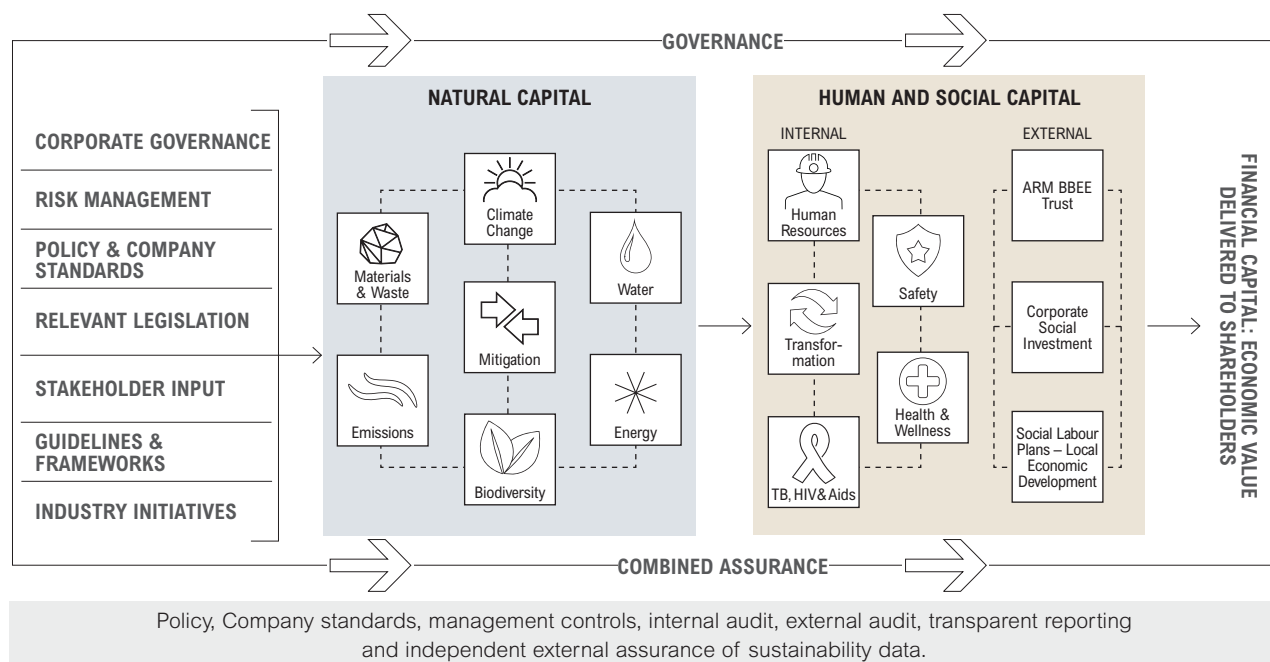 GOVERNANCE
CORPORATE GOVERNANCE
RISK MANAGEMENT
POLICY & COMPANY
STANDARDS
RELEVANT LEGISLATION
STAKEHOLDER INPUT
GUIDELINES &
FRAMEWORKS
INDUSTRY INITIATIVES
NATURAL CAPITAL
Climate
Change
Materials
& Waste
Water
Mitigation
Emissions
Energy
Biodiversity
HUMAN AND SOCIAL CAPITAL
INTERNAL
Human
Resources
Safety
Transfor-
mation
Health &
Wellness
TB, HIV & Aids
EXTERNAL
ARM BBEE
Trust
Corporate
Social
Investment
Social Labour
Plans – Local
Economic
Development
FINANCIAL CAPITAL: ECONOMIC VALUE
DELIVERED TO SHAREHOLDERS
COMBINED ASSURANCE
Policy, Company standards, management controls, internal audit, external audit, transparent reporting
and independent external assurance of sustainability data.